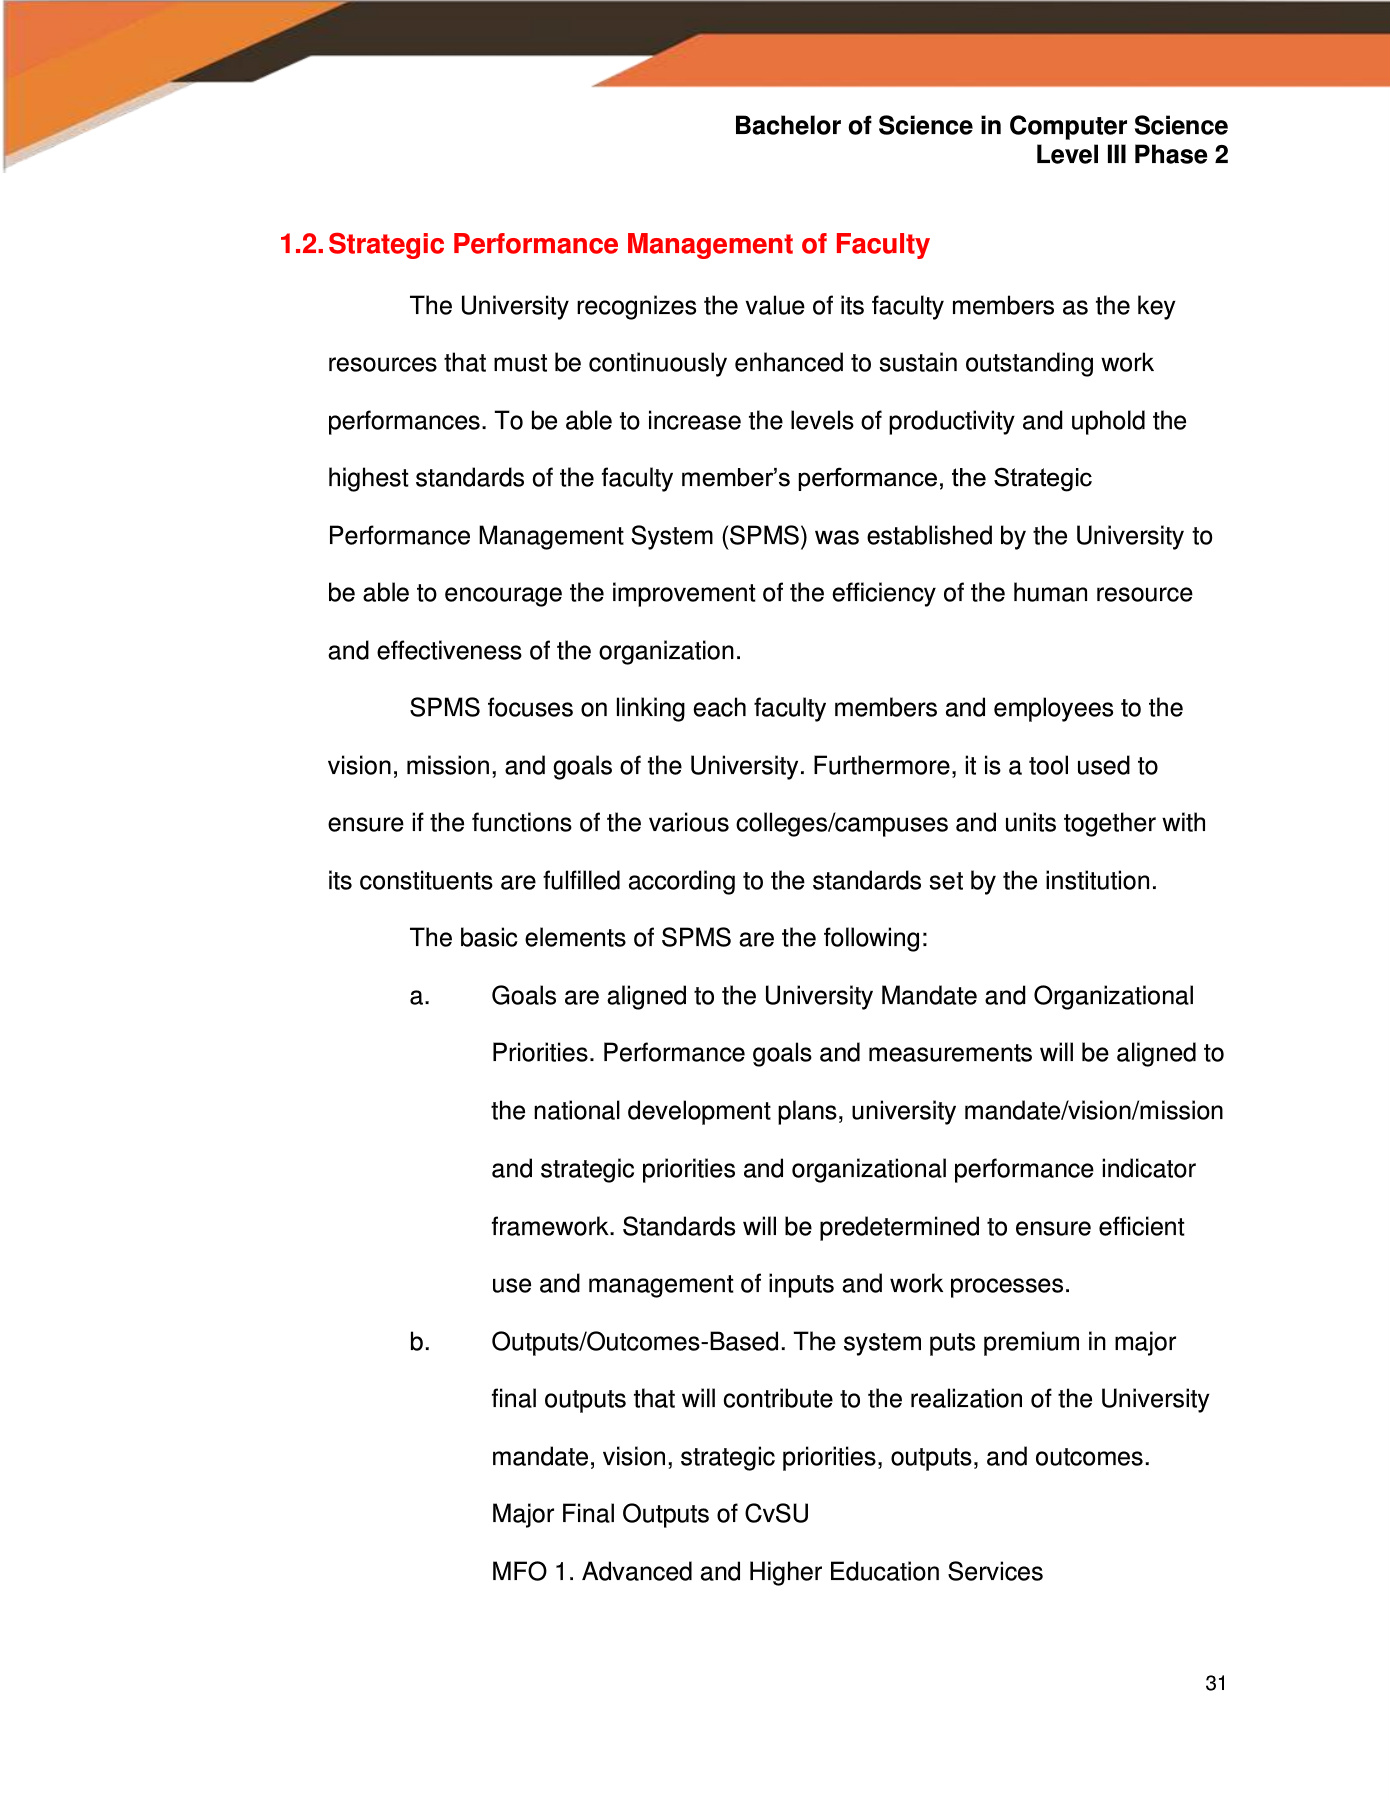 Bachelor of Science in Computer Science
Level III Phase 2
1.2. Strategic Performance Management of Faculty
The University recognizes the value of its faculty members as the key
resources that must be continuously enhanced to sustain outstanding work
performances. To be able to increase the levels of productivity and uphold the
highest standards of the faculty member’s performance, the Strategic
Performance Management System (SPMS) was established by the University to
be able to encourage the improvement of the efficiency of the human resource
and effectiveness of the organization.
SPMS focuses on linking each faculty members and employees to the
vision, mission, and goals of the University. Furthermore, it is a tool used to
ensure if the functions of the various colleges/campuses and units together with
its constituents are fulfilled according to the standards set by the institution.
The basic elements of SPMS are the following:
a. Goals are aligned to the University Mandate and Organizational
Priorities. Performance goals and measurements will be aligned to
the national development plans, university mandate/vision/mission
and strategic priorities and organizational performance indicator
framework. Standards will be predetermined to ensure efficient
use and management of inputs and work processes.
b. Outputs/Outcomes-Based. The system puts premium in major
final outputs that will contribute to the realization of the University
mandate, vision, strategic priorities, outputs, and outcomes.
Major Final Outputs of CvSU
MFO 1. Advanced and Higher Education Services
31